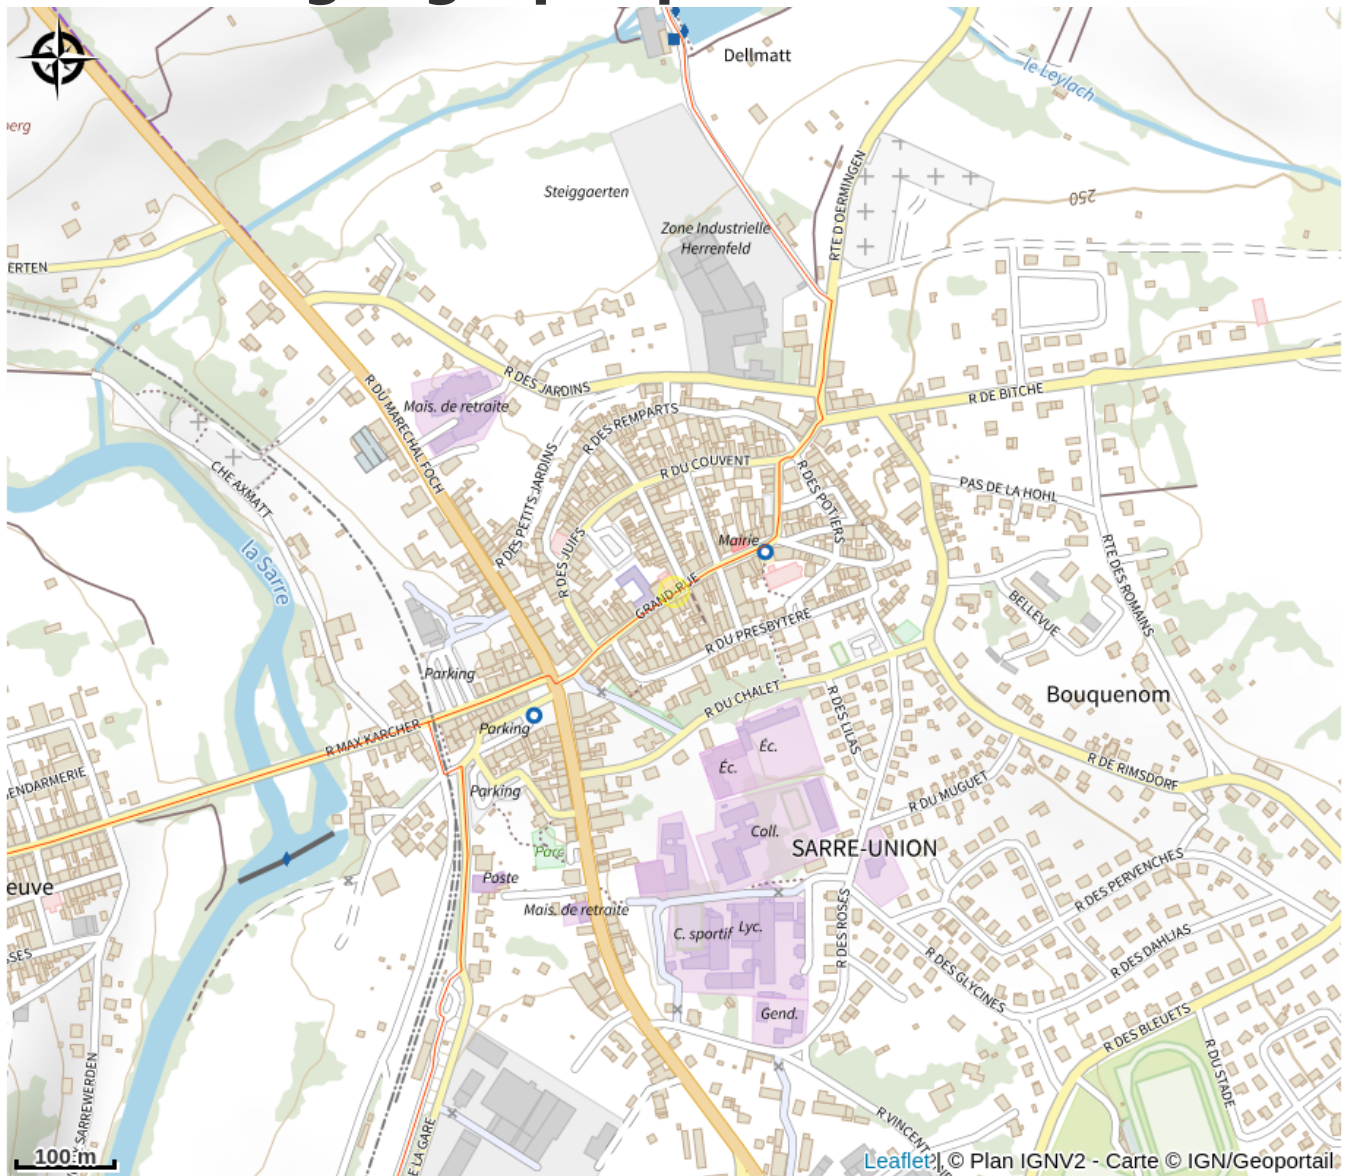 Dellmatt
le Leylach
berg
Steiggaerten
250
Zone Industrielle
Herrenfeld
RTE D'OERMINGEN
ERTEN
R DES JARDINS
R DE BITCHE
R DU MARECHAL FOCH
Mais. de retraite
R DES REMPARTS
R DU COUVENT
R DES PETITS JARDINS
R DES POTIERS
PAS DE LA HOHL
CHE AXMATT
la Sarre
R DES JUIFS
Mairie
RTE DES ROMAINS
GRAND-RUE
BELLEVUE
R DU PRESBYTERE
Parking
R DU CHALET
Bouquenom
R DES LILAS
R MAX KARCHER
Parking
Éc.
Éc.
R DE RIMSDORF
GENDARMERIE
Parking
R DU MUGUET
Coll.
SARRE-UNION
Parc
R DES PERVENCHES
euve
Poste
Mais. de retraite
R DES ROSES
C. sportif
Lyc.
R DES DAHLIAS
SSES
R DES GLYCINES
Gend.
R DES BLEUETS
R DU STADE
SARREWERDEN
E LA GARE
R VINCENT
100 m
Leaflet | © Plan IGNV2 - Carte © IGN/Geoportail